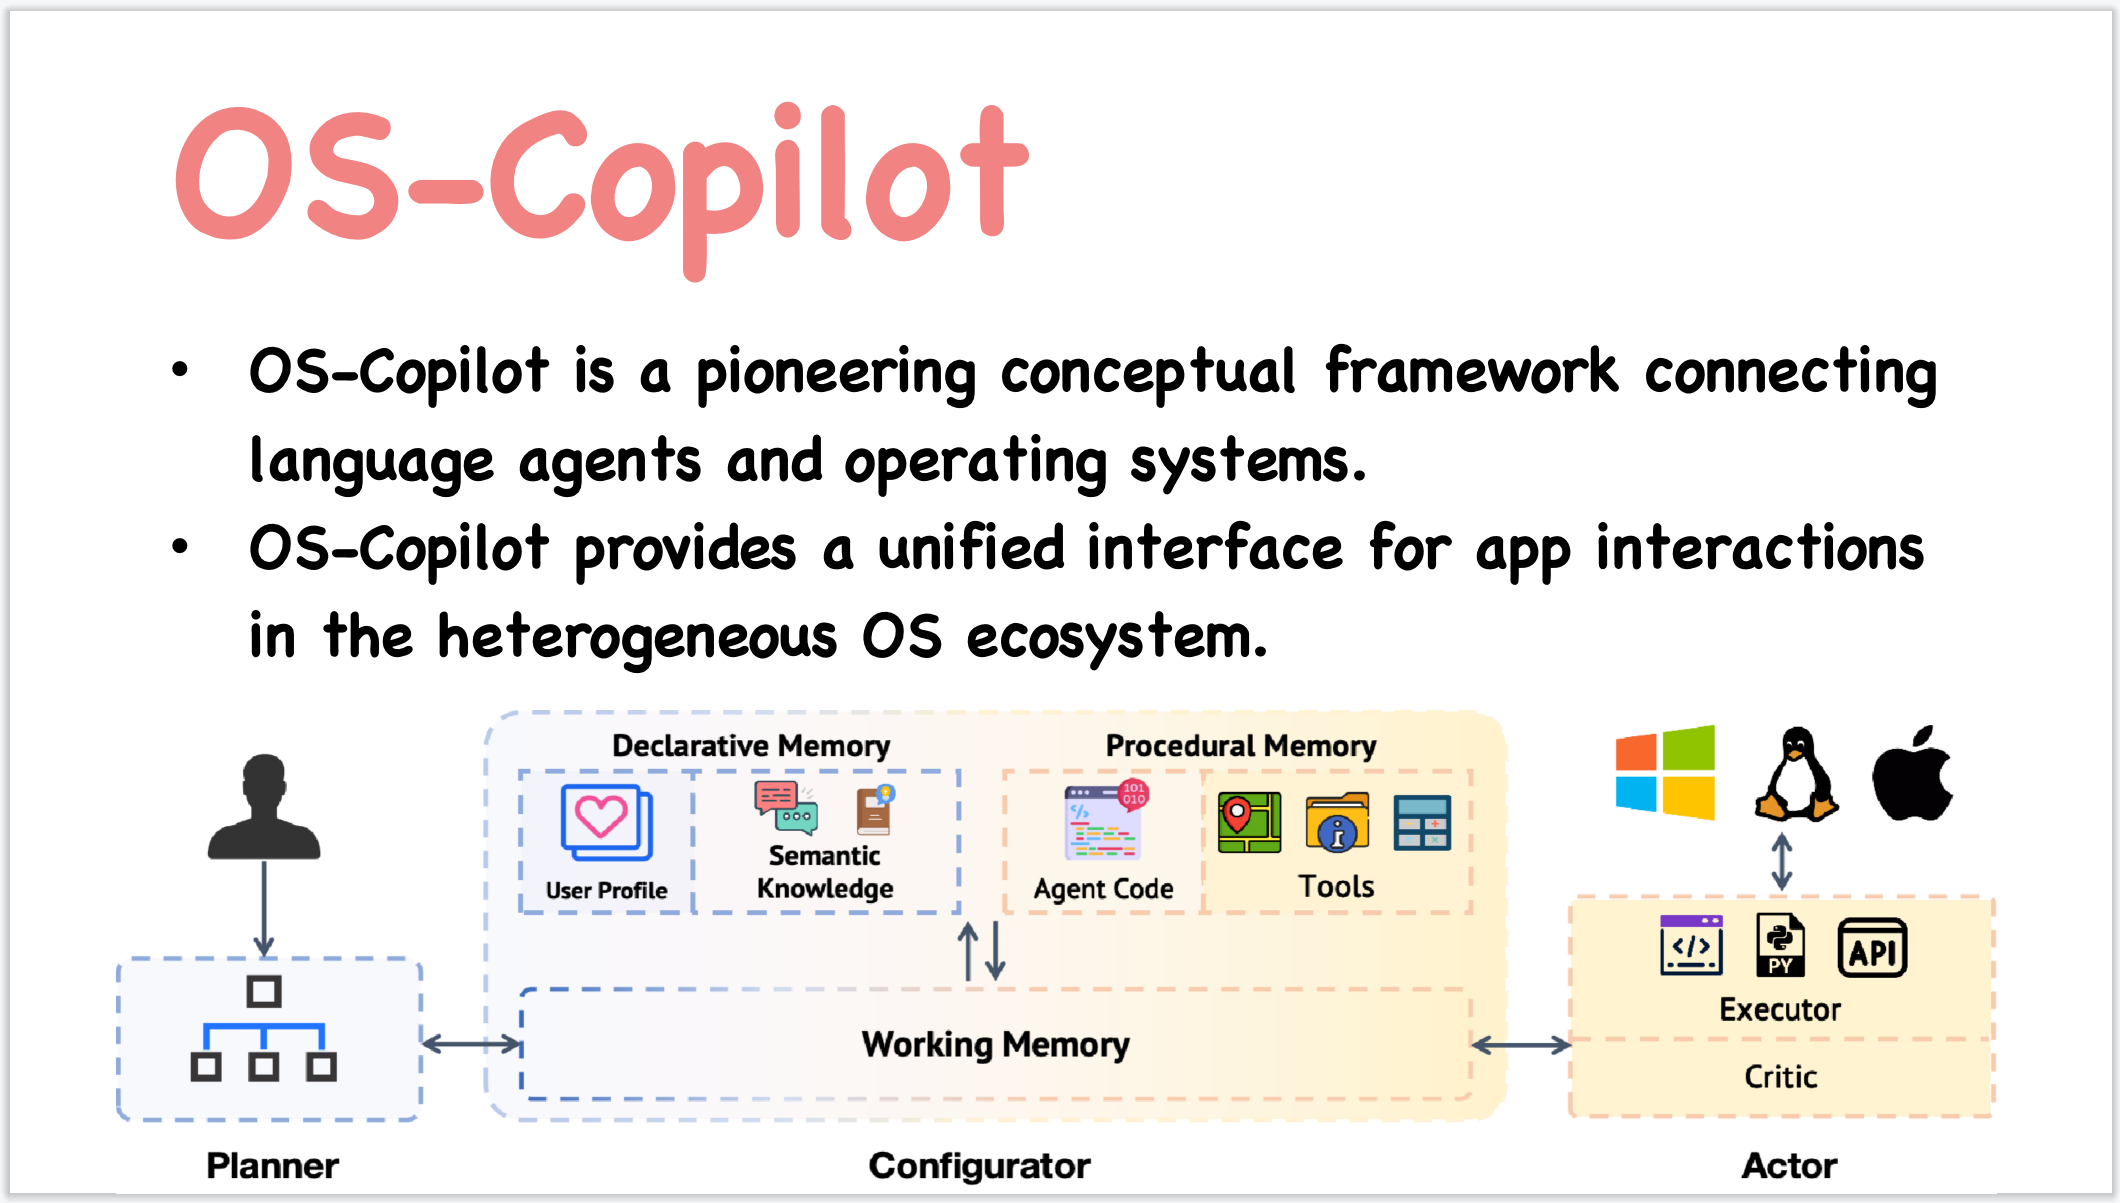 OS-Copilot
• OS-Copilot is a pioneering conceptual framework connecting
language agents and operating systems.
• OS-Copilot provides a unified interface for app interactions
in the heterogeneous OS ecosystem.
Declarative Memory
Procedural Memory
User Profile
Semantic
Knowledge
101
010
</>
Agent Code
Tools
Working Memory
</>
PY
API
Executor
Critic
Planner
Configurator
Actor